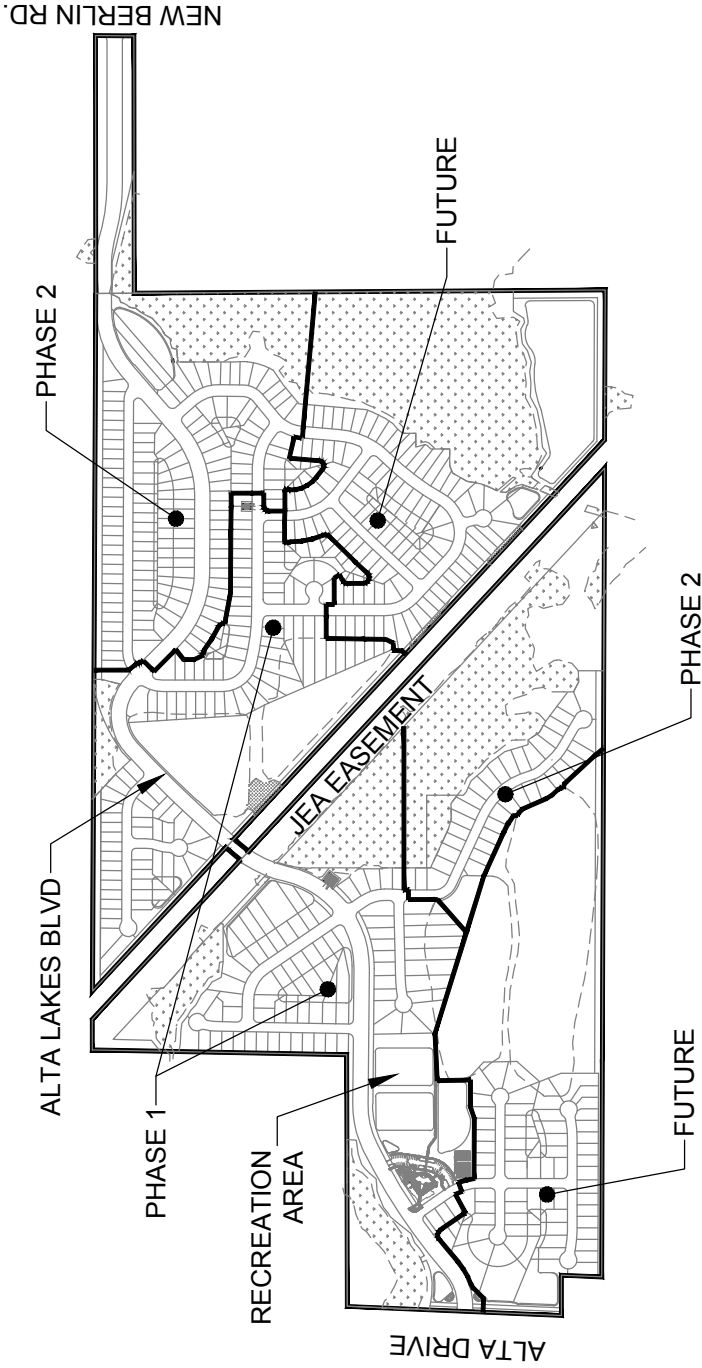 NEW BERLIN RD.
PHASE 2
FUTURE
ALTA LAKES BLVD
JEA EASEMENT
PHASE 2
PHASE 1
RECREATION
AREA
FUTURE
ALTA DRIVE